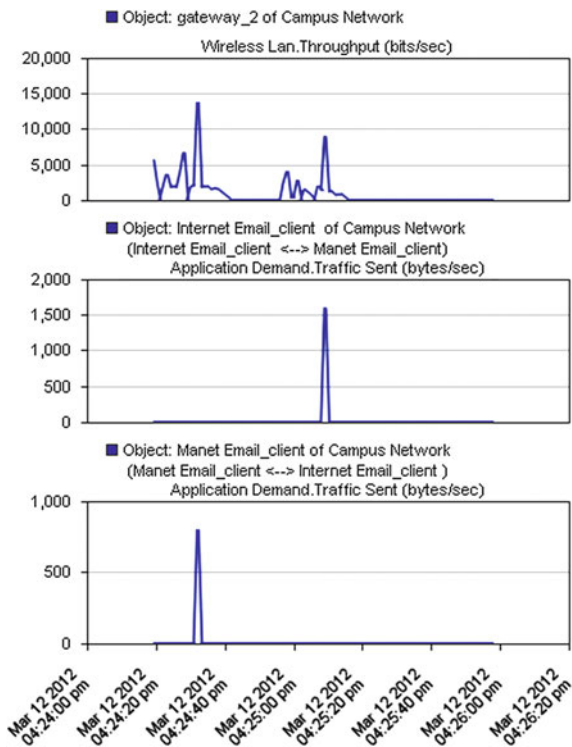 Object: gateway_2 of Campus Network
Wireless Lan.Throughput (bits/sec)
20,000
15,000
10,000
5,000
0
Object: Internet Email_client of Campus Network
(Internet Email_client <--> Manet Email_client)
Application Demand.Traffic Sent (bytes/sec)
2,000
1,500
1,000
500
0
Object: Manet Email_client of Campus Network
(Manet Email_client <--> Internet Email_client )
Application Demand.Traffic Sent (bytes/sec)
1,000
500
0
Mar 12 2012
04:24:00 pm
Mar 12 2012
04:24:20 pm
Mar 12 2012
04:24:40 pm
Mar 12 2012
04:25:00 pm
Mar 12 2012
04:25:20 pm
Mar 12 2012
04:25:40 pm
Mar 12 2012
04:26:00 pm
Mar 12 2012
04:26:20 pm